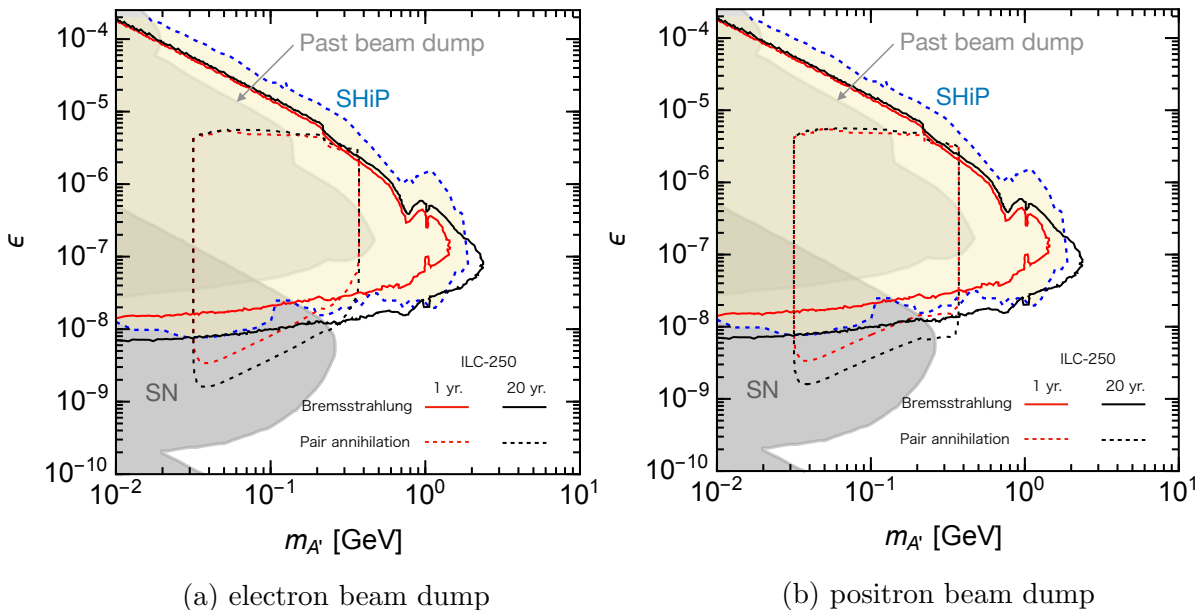 10⁻⁴
10⁻⁵
10⁻⁶
10⁻⁷
10⁻⁸
10⁻⁹
10⁻¹⁰
ϵ
Past beam dump
SHiP
SN
ILC-250
1 yr. 20 yr.
Bremsstrahlung
Pair annihilation
10⁻² 10⁻¹ 10⁰ 10¹
mA' [GeV]
(a) electron beam dump
10⁻⁴
10⁻⁵
10⁻⁶
10⁻⁷
10⁻⁸
10⁻⁹
10⁻¹⁰
ϵ
Past beam dump
SHiP
SN
ILC-250
1 yr. 20 yr.
Bremsstrahlung
Pair annihilation
10⁻² 10⁻¹ 10⁰ 10¹
mA' [GeV]
(b) positron beam dump